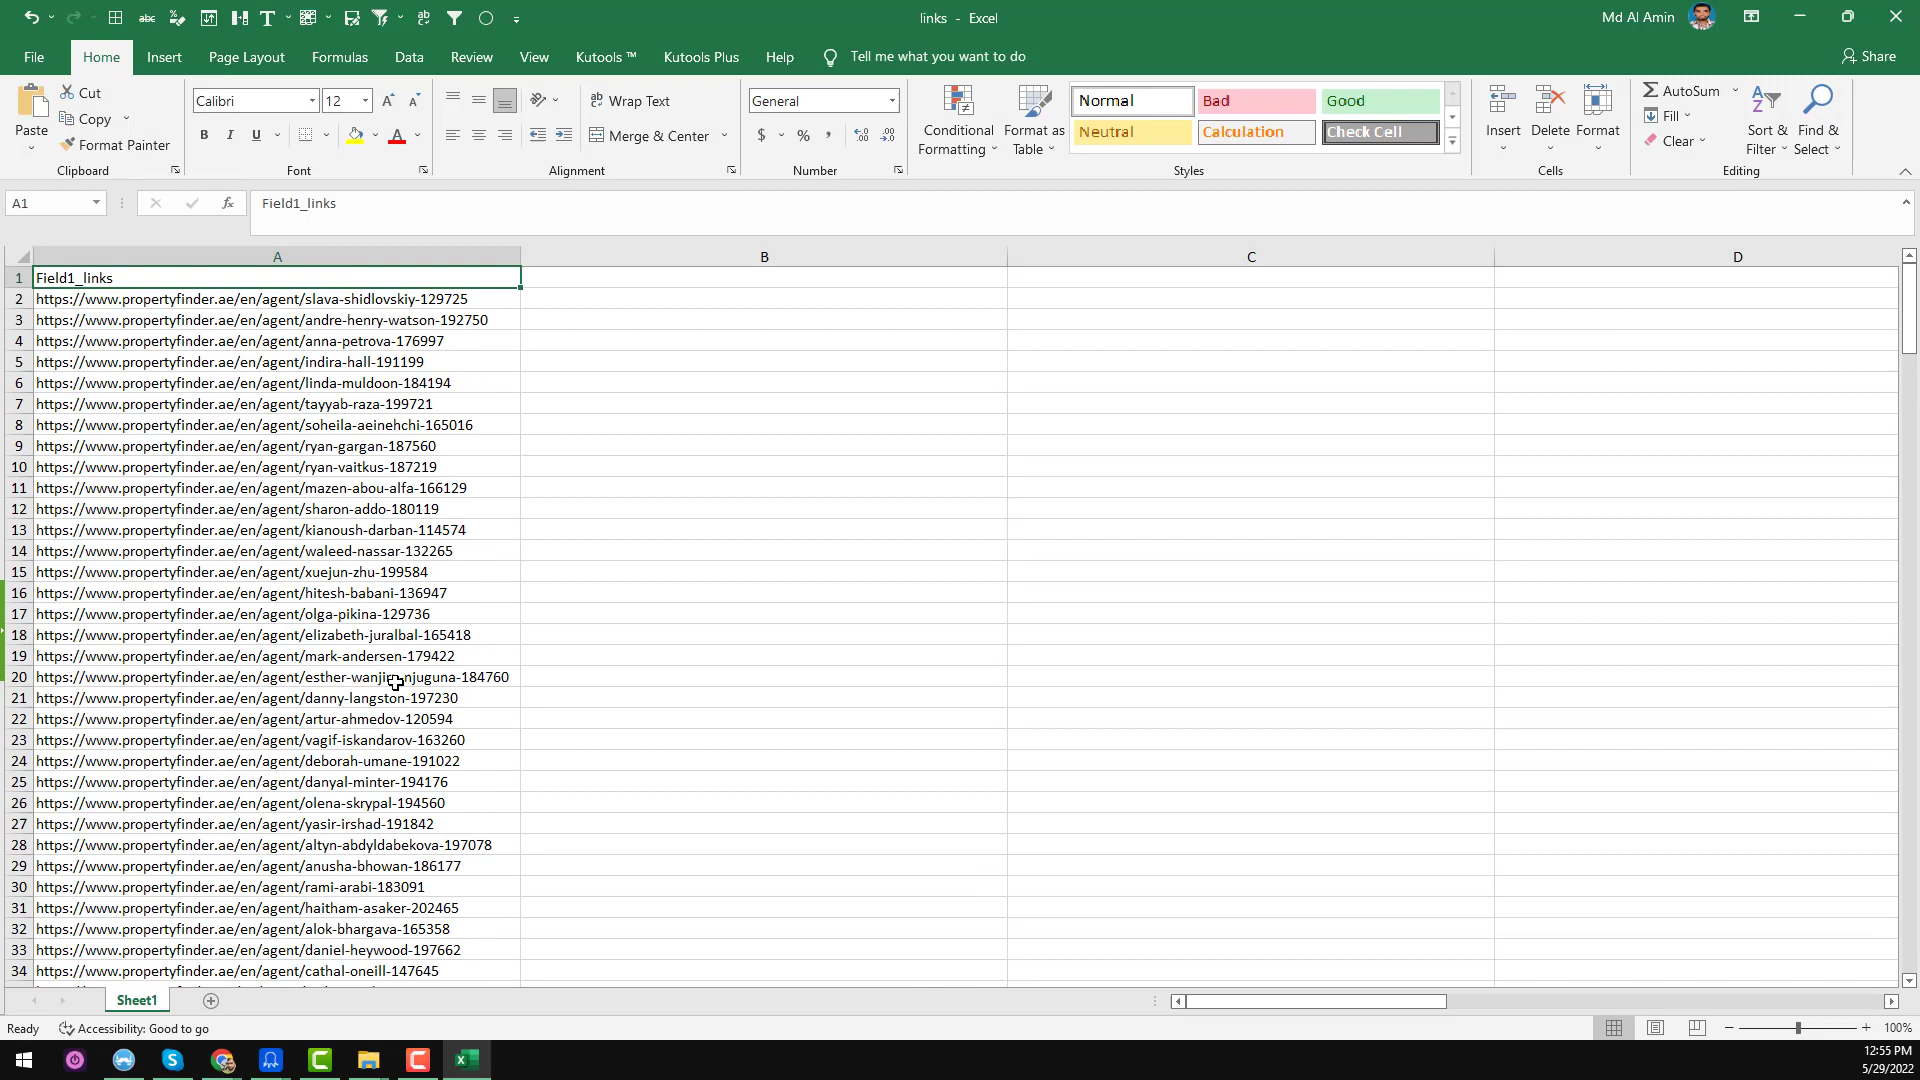 links - Excel
Md Al Amin
File Home Insert Page Layout Formulas Data Review View Kutools ™ Kutools Plus Help Tell me what you want to do Share
Paste
Cut
Copy
Format Painter
Clipboard
Calibri 12
B I U
Font
Wrap Text
Merge & Center
Alignment
General
$ % ,
Number
Conditional Formatting
Format as Table
Normal Bad Good
Neutral Calculation Check Cell
Styles
Insert Delete Format
Cells
AutoSum
Fill
Clear
Sort & Filter
Find & Select
Editing
A1 fx Field1_links
A B C D
1 Field1_links
2 https://www.propertyfinder.ae/en/agent/slava-shidlovskiy-129725
3 https://www.propertyfinder.ae/en/agent/andre-henry-watson-192750
4 https://www.propertyfinder.ae/en/agent/anna-petrova-176997
5 https://www.propertyfinder.ae/en/agent/indira-hall-191199
6 https://www.propertyfinder.ae/en/agent/linda-muldoon-184194
7 https://www.propertyfinder.ae/en/agent/tayyab-raza-199721
8 https://www.propertyfinder.ae/en/agent/soheila-aeinehchi-165016
9 https://www.propertyfinder.ae/en/agent/ryan-gargan-187560
10 https://www.propertyfinder.ae/en/agent/ryan-vaitkus-187219
11 https://www.propertyfinder.ae/en/agent/mazen-abou-alfa-166129
12 https://www.propertyfinder.ae/en/agent/sharon-addo-180119
13 https://www.propertyfinder.ae/en/agent/kianoush-darban-114574
14 https://www.propertyfinder.ae/en/agent/waleed-nassar-132265
15 https://www.propertyfinder.ae/en/agent/xuejun-zhu-199584
16 https://www.propertyfinder.ae/en/agent/hitesh-babani-136947
17 https://www.propertyfinder.ae/en/agent/olga-pikina-129736
18 https://www.propertyfinder.ae/en/agent/elizabeth-juralbal-165418
19 https://www.propertyfinder.ae/en/agent/mark-andersen-179422
20 https://www.propertyfinder.ae/en/agent/esther-
21 https://www.propertyfinder.ae/en/agent/danny-langston-197230
22 https://www.propertyfinder.ae/en/agent/artur-ahmedov-120594
23 https://www.propertyfinder.ae/en/agent/vagif-iskandarov-163260
24 https://www.propertyfinder.ae/en/agent/deborah-umane-191022
25 https://www.propertyfinder.ae/en/agent/danyal-minter-194176
26 https://www.propertyfinder.ae/en/agent/olena-skrypal-194560
27 https://www.propertyfinder.ae/en/agent/yasir-irshad-191842
28 https://www.propertyfinder.ae/en/agent/altyn-abdyldabekova-197078
29 https://www.propertyfinder.ae/en/agent/anusha-bhowan-186177
30 https://www.propertyfinder.ae/en/agent/rami-arabi-183091
31 https://www.propertyfinder.ae/en/agent/haitham-asaker-202465
32 https://www.propertyfinder.ae/en/agent/alok-bhargava-165358
33 https://www.propertyfinder.ae/en/agent/daniel-heywood-197662
34 https://www.propertyfinder.ae/en/agent/cathal-oneill-147645
Sheet1
Ready Accessibility: Good to go 100%
12:55 PM
5/29/2022